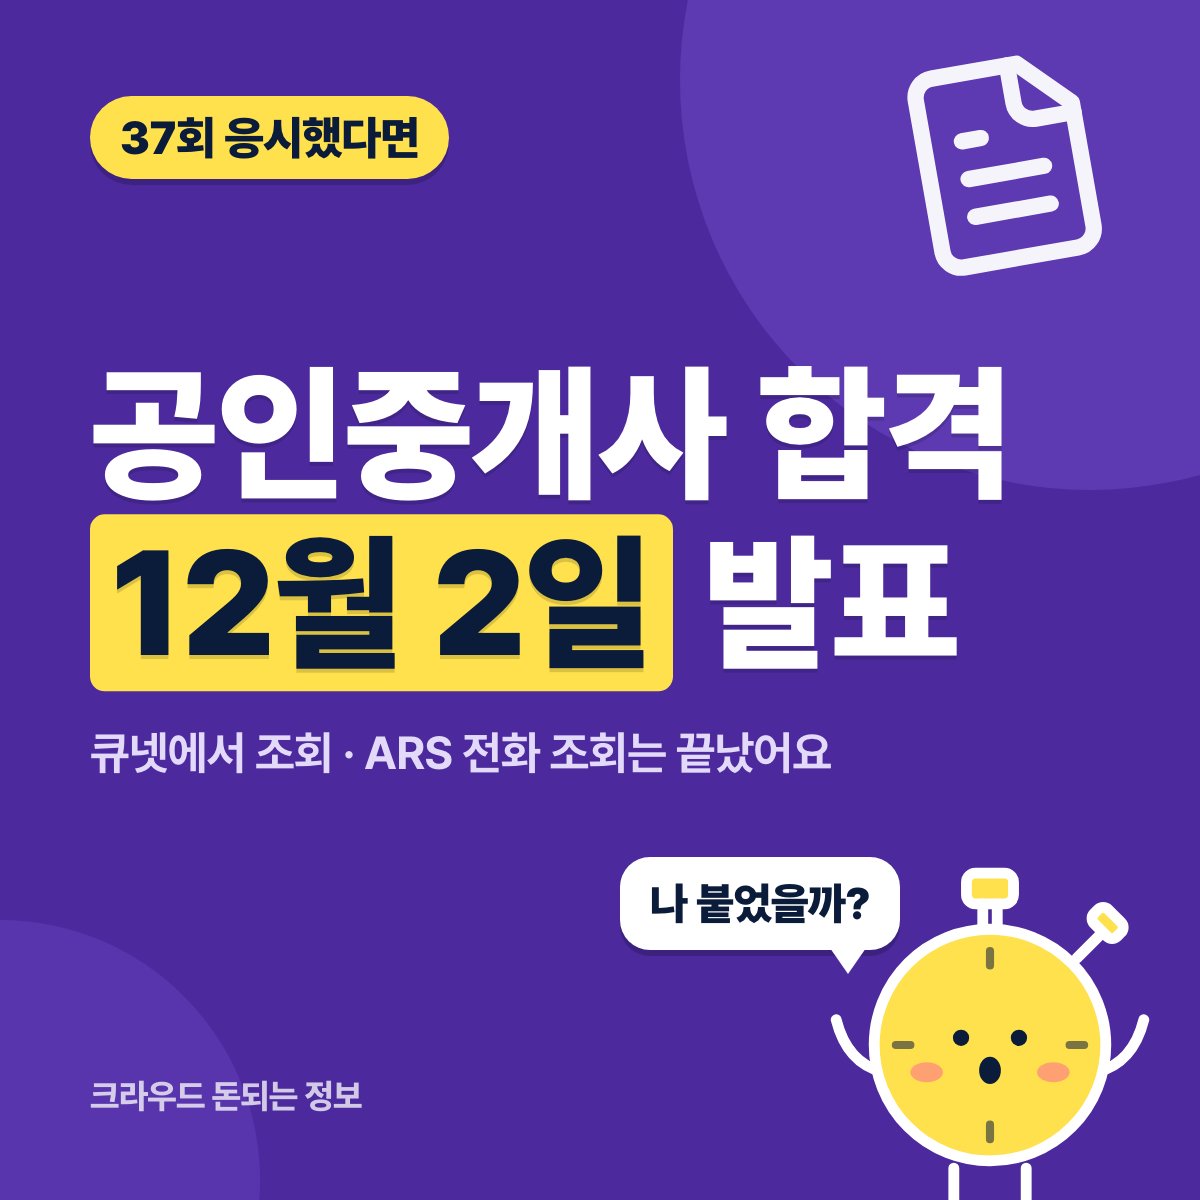 37회 응시했다면
공인중개사 합격
12월 2일 발표
큐넷에서 조회 · ARS 전화 조회는 끝났어요
나 붙었을까?
크라우드 돈되는 정보